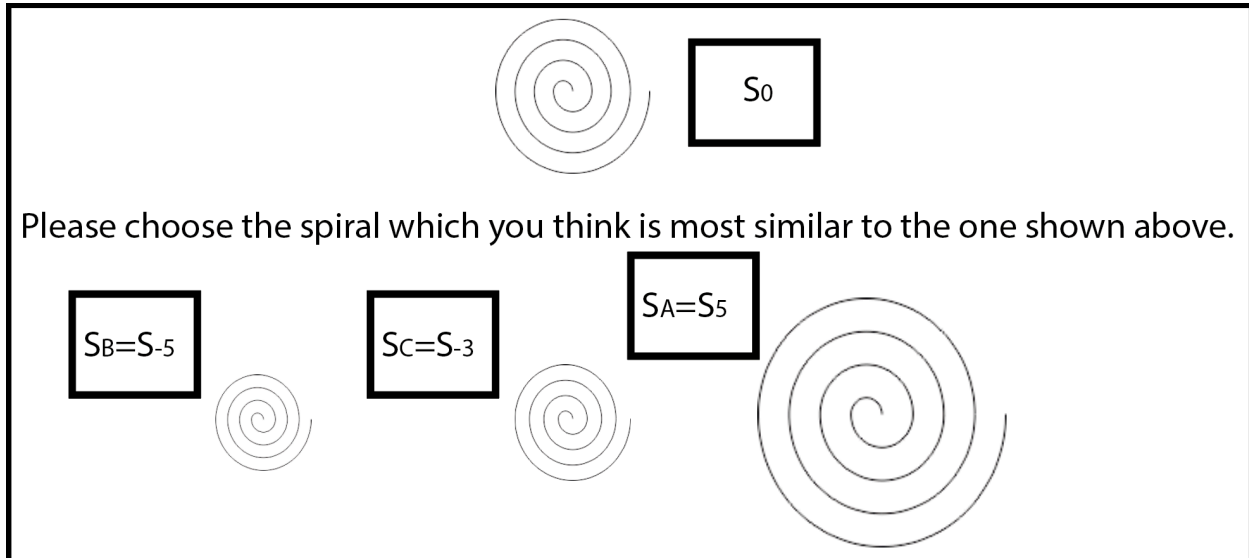 S0
Please choose the spiral which you think is most similar to the one shown above.
SA=S5
SB=S-5
SC=S-3